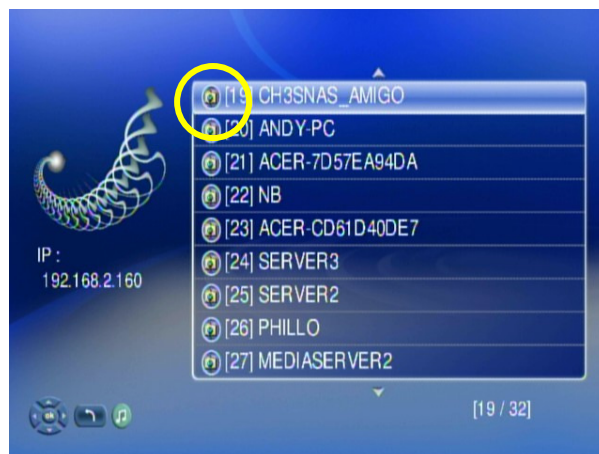 [19] CH3SNAS_AMIGO
[20] ANDY-PC
[21] ACER-7D57EA94DA
[22] NB
[23] ACER-CD61D40DE7
[24] SERVER3
[25] SERVER2
[26] PHILLO
[27] MEDIASERVER2
IP :
192.168.2.160
ok
[19 / 32]